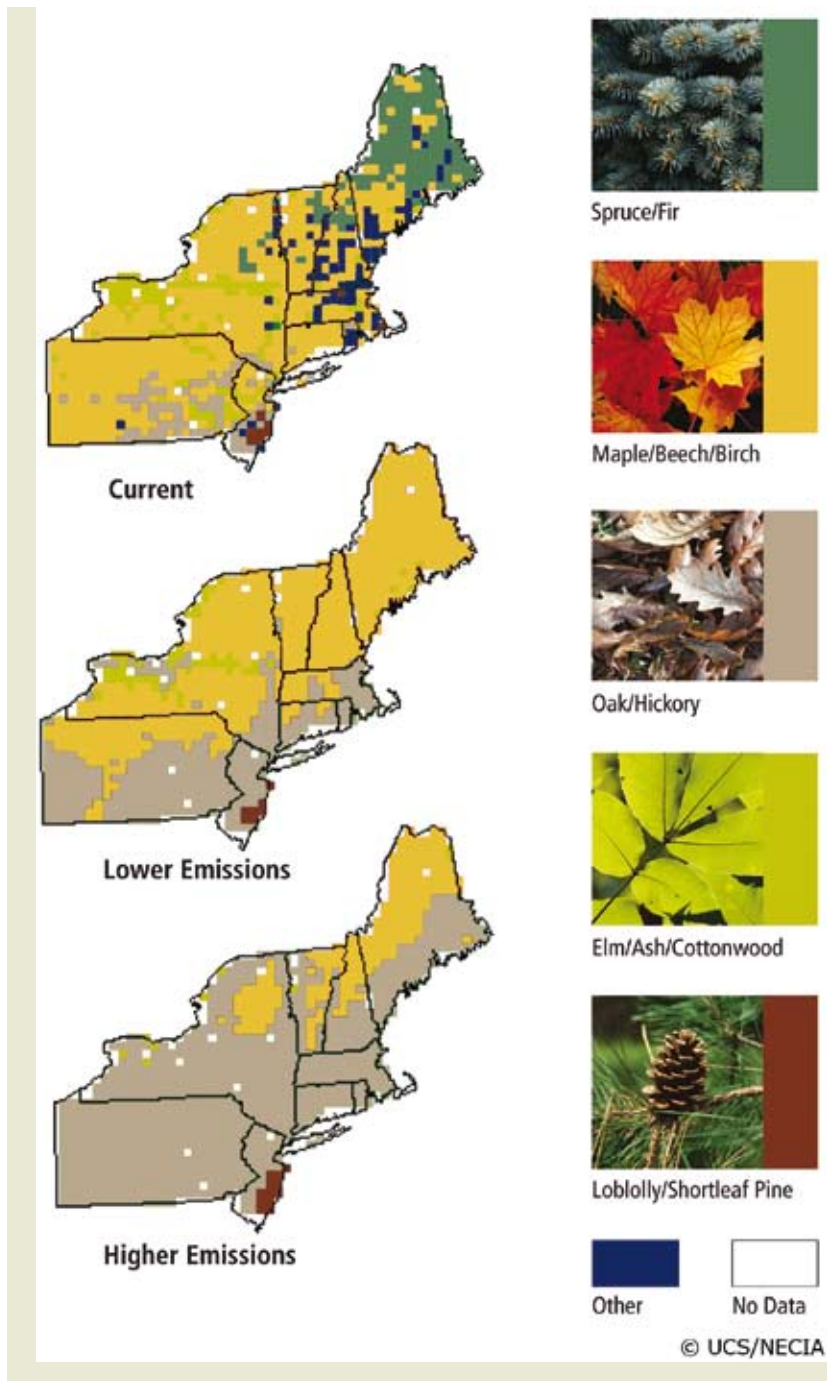 Current
Lower Emissions
Higher Emissions
Spruce/Fir
Maple/Beech/Birch
Oak/Hickory
Elm/Ash/Cottonwood
Loblolly/Shortleaf Pine
Other
No Data
© UCS/NECIA